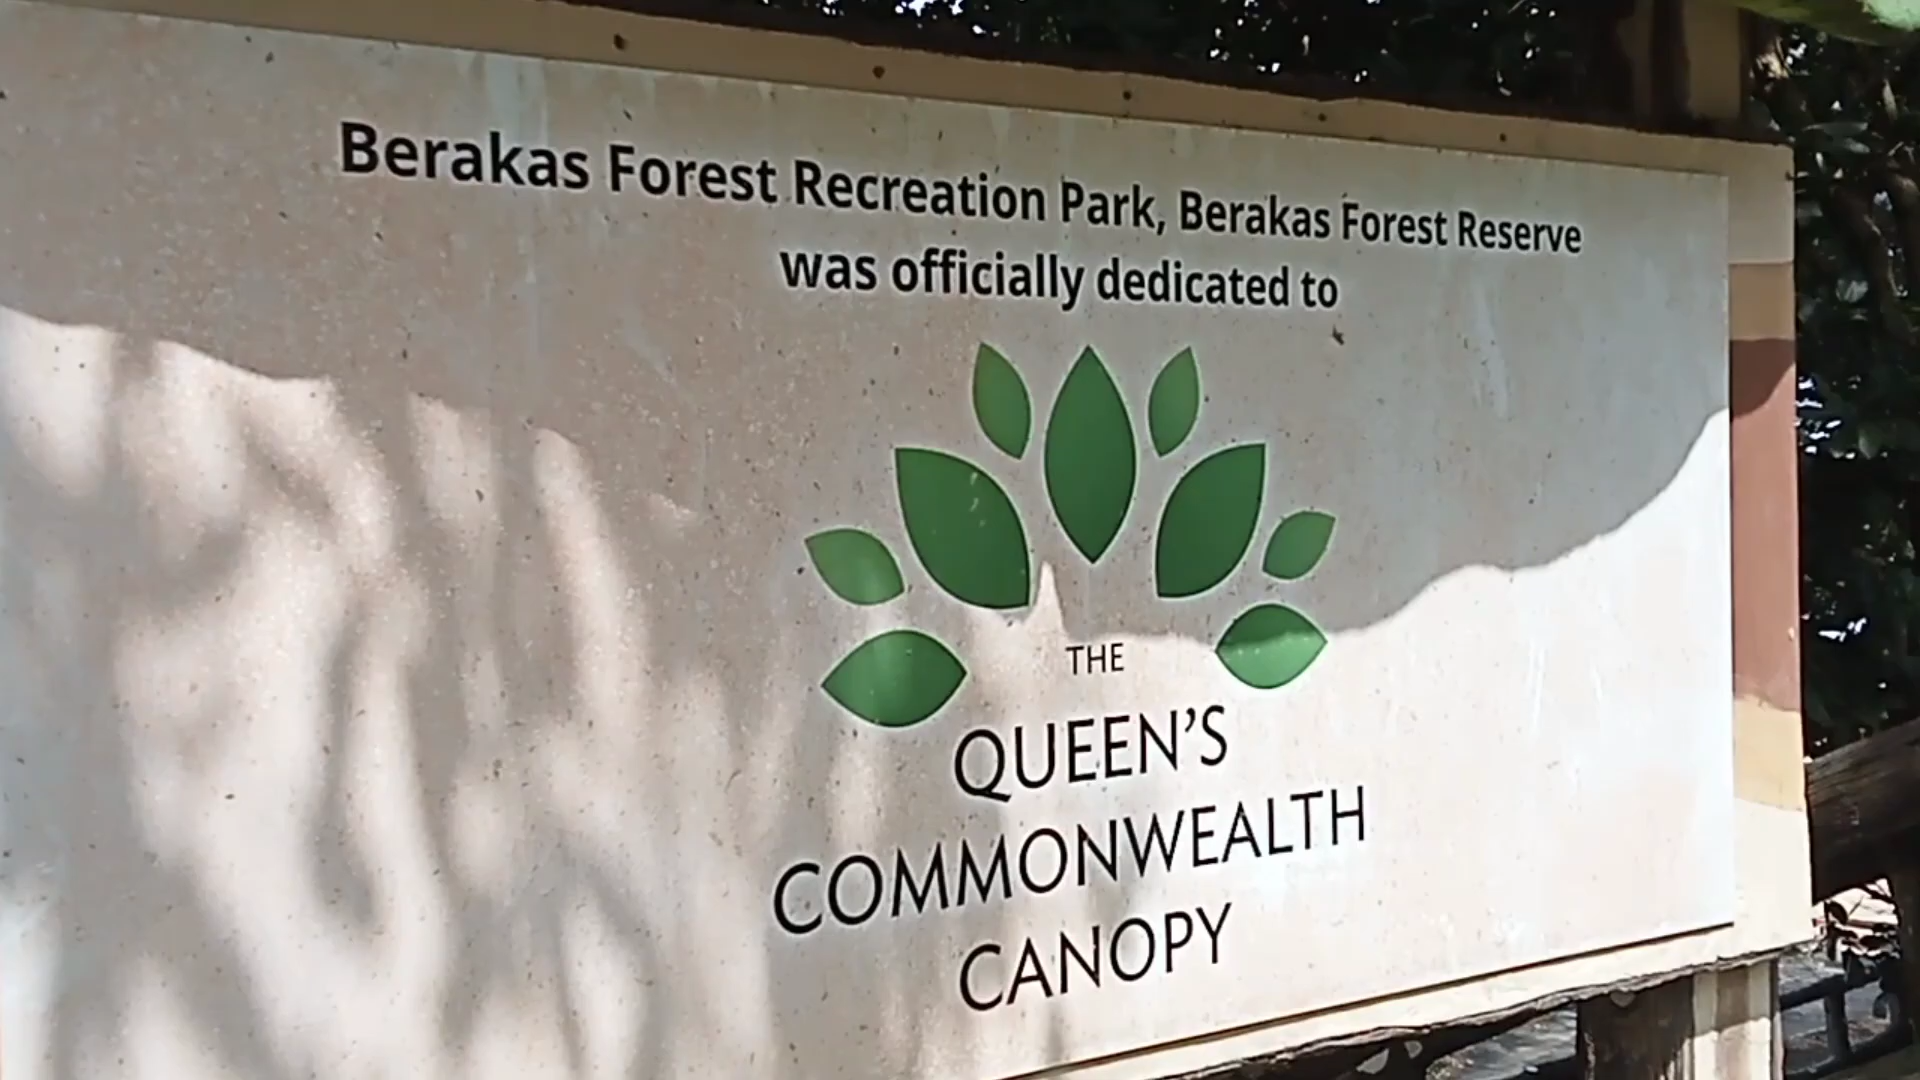 Berakas Forest Recreation Park, Berakas Forest Reserve
was officially dedicated to
THE
QUEEN'S
COMMONWEALTH
CANOPY